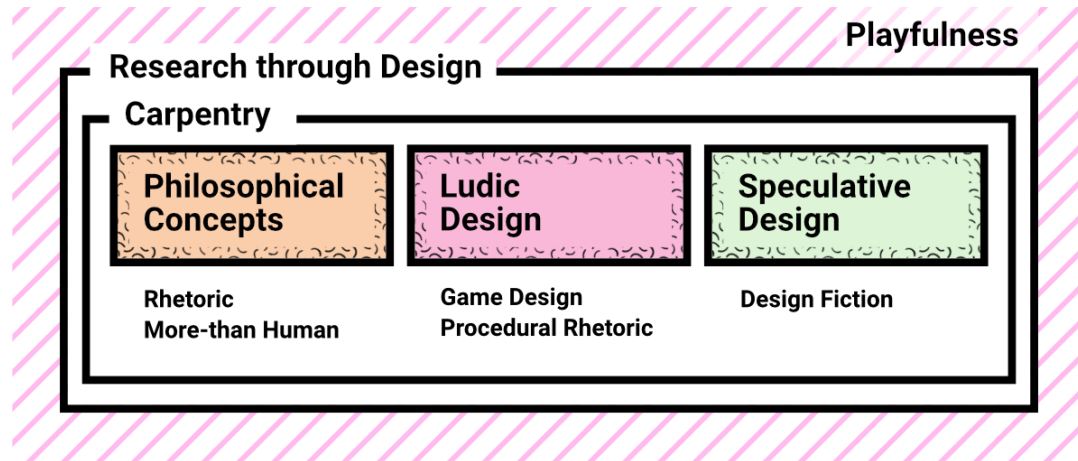 Playfulness
Research through Design
Carpentry
Philosophical
Concepts
Rhetoric
More-than Human
Ludic
Design
Game Design
Procedural Rhetoric
Speculative
Design
Design Fiction